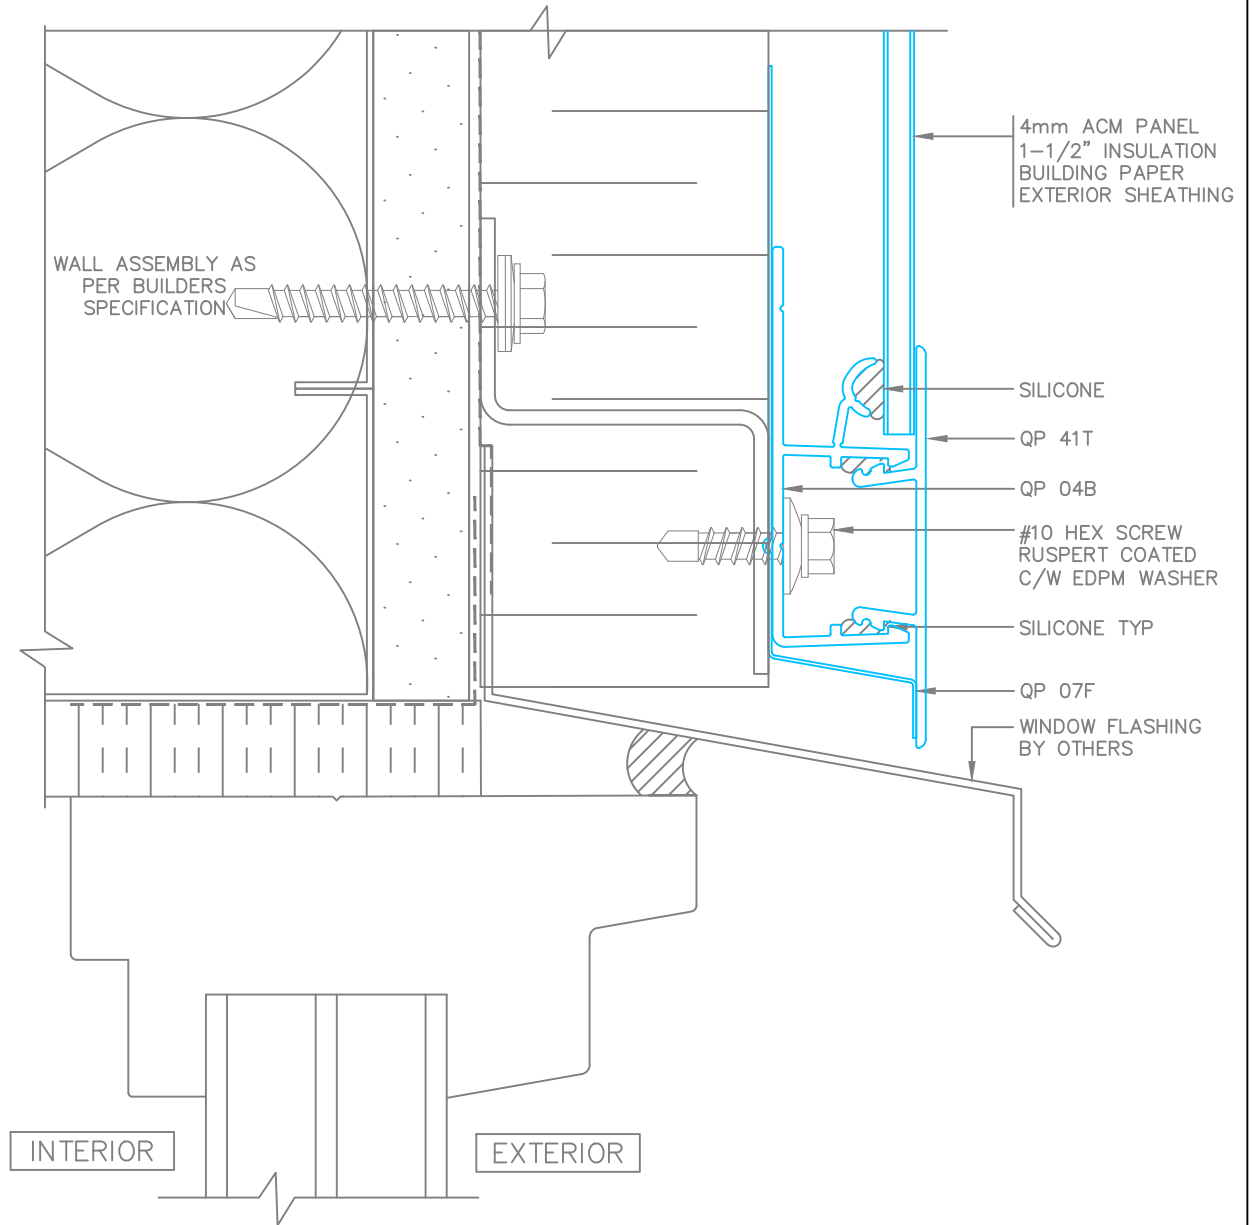 4mm ACM PANEL
1-1/2" INSULATION
BUILDING PAPER
EXTERIOR SHEATHING
WALL ASSEMBLY AS
PER BUILDERS
SPECIFICATION
SILICONE
QP 41T
QP 04B
#10 HEX SCREW
RUSPERT COATED
C/W EDPM WASHER
SILICONE TYP
QP 07F
WINDOW FLASHING
BY OTHERS
INTERIOR
EXTERIOR